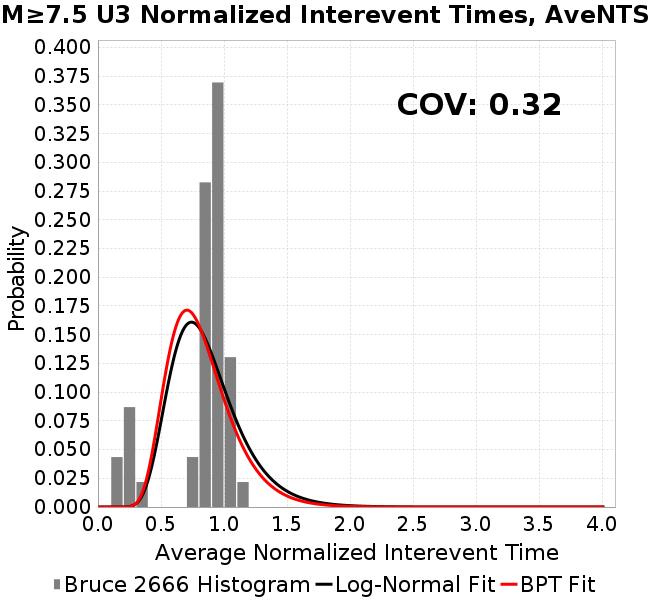 M≥7.5 U3 Normalized Interevent Times, AveNTS
COV: 0.32
Probability
0.400
0.375
0.350
0.325
0.300
0.275
0.250
0.225
0.200
0.175
0.150
0.125
0.100
0.075
0.050
0.025
0.000
0.0 0.5 1.0 1.5 2.0 2.5 3.0 3.5 4.0
Average Normalized Interevent Time
Bruce 2666 Histogram Log-Normal Fit BPT Fit